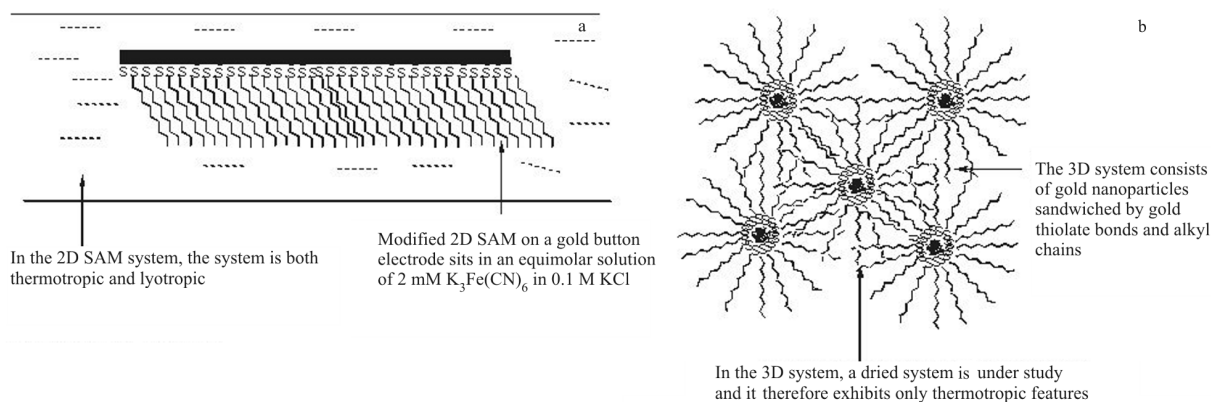 a
SSSSSSSSSSSSSSSSSSSSSSSSSSSSSSSSS
In the 2D SAM system, the system is both
thermotropic and lyotropic
Modified 2D SAM on a gold button
electrode sits in an equimolar solution
of 2 mM K3Fe(CN)6 in 0.1 M KCl
b
The 3D system consists
of gold nanoparticles
sandwiched by gold
thiolate bonds and alkyl
chains
In the 3D system, a dried system is under study
and it therefore exhibits only thermotropic features